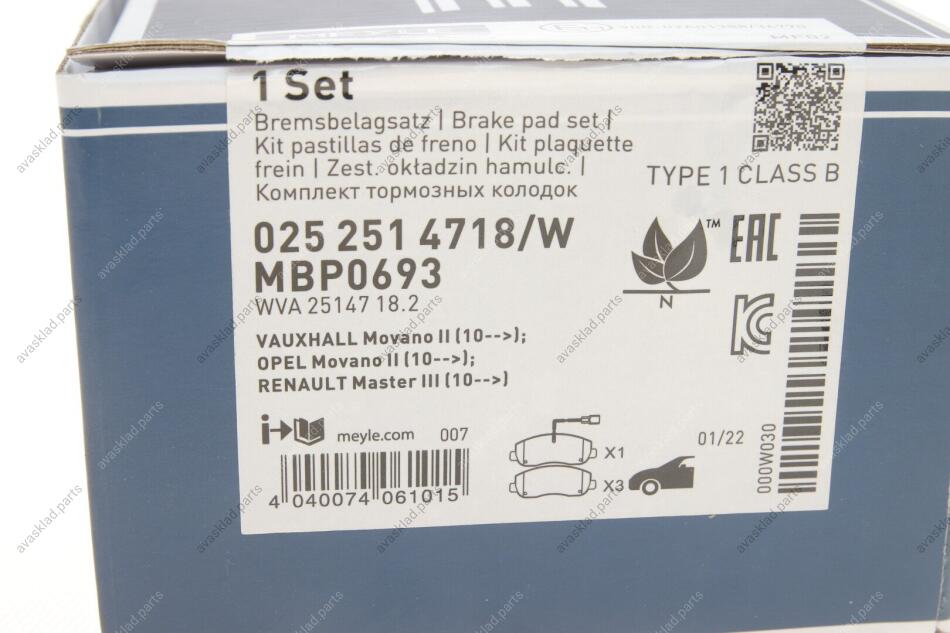 1 Set
Bremsbelagsatz | Brake pad set |
Kit pastillas de freno | Kit plaquette
frein | Zest. okładzin hamulc. |
Комплект тормозных колодок
TYPE 1 CLASS B
025 251 4718/W
MBP0693
WVA 25147 18.2
TM
EAC
N
VAUXHALL Movano II (10-->);
OPEL Movano II (10-->);
RENAULT Master III (10-->)
meyle.com 007
X1
X3
01/22
000W030
4 040074 061015
avasklad.parts